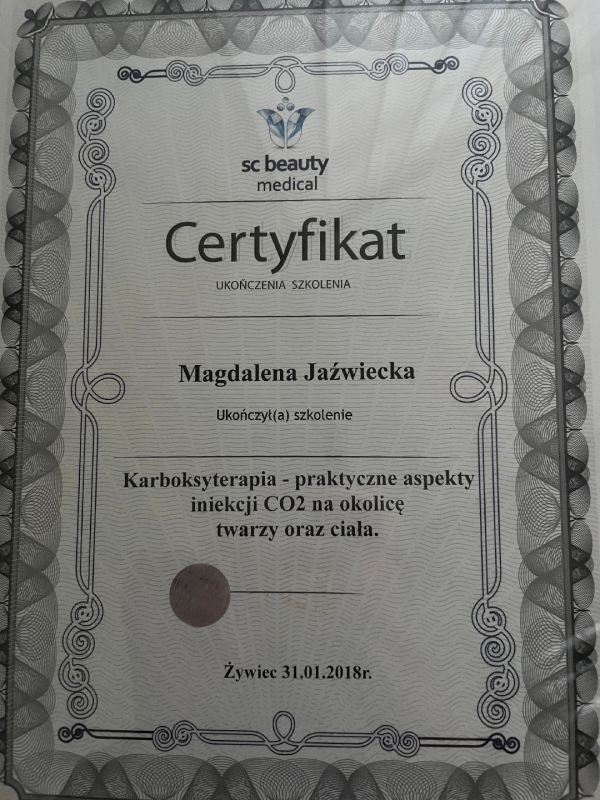 sc beauty
medical
Certyfikat
UKOŃCZENIA SZKOLENIA
Magdalena Jaźwiecka
Ukończył(a) szkolenie
Karboksyterapia - praktyczne aspekty
iniekcji CO2 na okolicę
twarzy oraz ciała.
Żywiec 31.01.2018r.